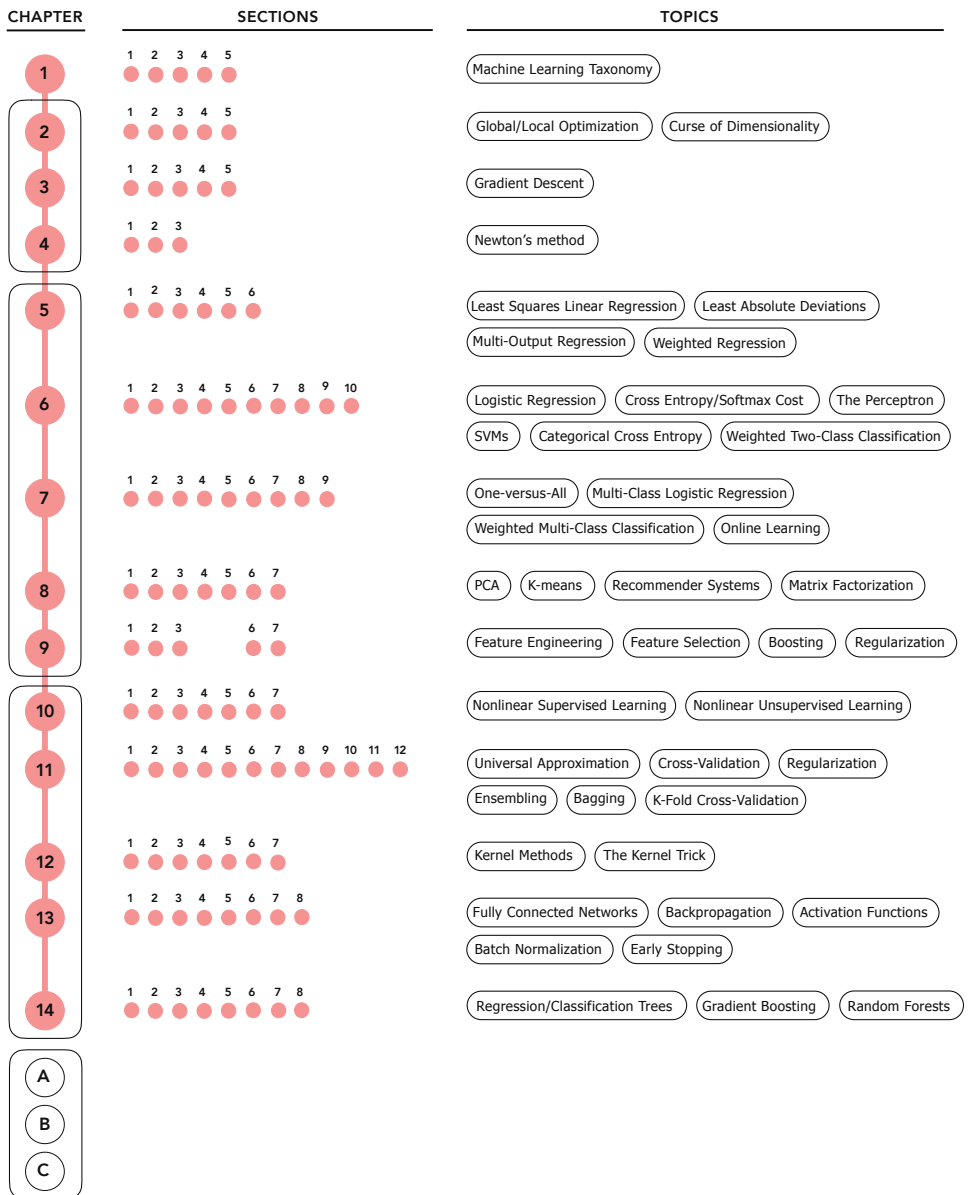 CHAPTER SECTIONS TOPICS
1 2 3 4 5
1 Machine Learning Taxonomy
1 2 3 4 5
2 Global/Local Optimization Curse of Dimensionality
1 2 3 4 5
3 Gradient Descent
1 2 3
4 Newton’s method
1 2 3 4 5 6
5 Least Squares Linear Regression Least Absolute Deviations
Multi-Output Regression Weighted Regression
1 2 3 4 5 6 7 8 9 10
6 Logistic Regression Cross Entropy/Softmax Cost The Perceptron
SVMs Categorical Cross Entropy Weighted Two-Class Classification
1 2 3 4 5 6 7 8 9
7 One-versus-All Multi-Class Logistic Regression
Weighted Multi-Class Classification Online Learning
1 2 3 4 5 6 7
8 PCA K-means Recommender Systems Matrix Factorization
1 2 3 6 7
9 Feature Engineering Feature Selection Boosting Regularization
1 2 3 4 5 6 7
10 Nonlinear Supervised Learning Nonlinear Unsupervised Learning
1 2 3 4 5 6 7 8 9 10 11 12
11 Universal Approximation Cross-Validation Regularization
Ensembling Bagging K-Fold Cross-Validation
1 2 3 4 5 6 7
12 Kernel Methods The Kernel Trick
1 2 3 4 5 6 7 8
13 Fully Connected Networks Backpropagation Activation Functions
Batch Normalization Early Stopping
1 2 3 4 5 6 7 8
14 Regression/Classification Trees Gradient Boosting Random Forests
A
B
C